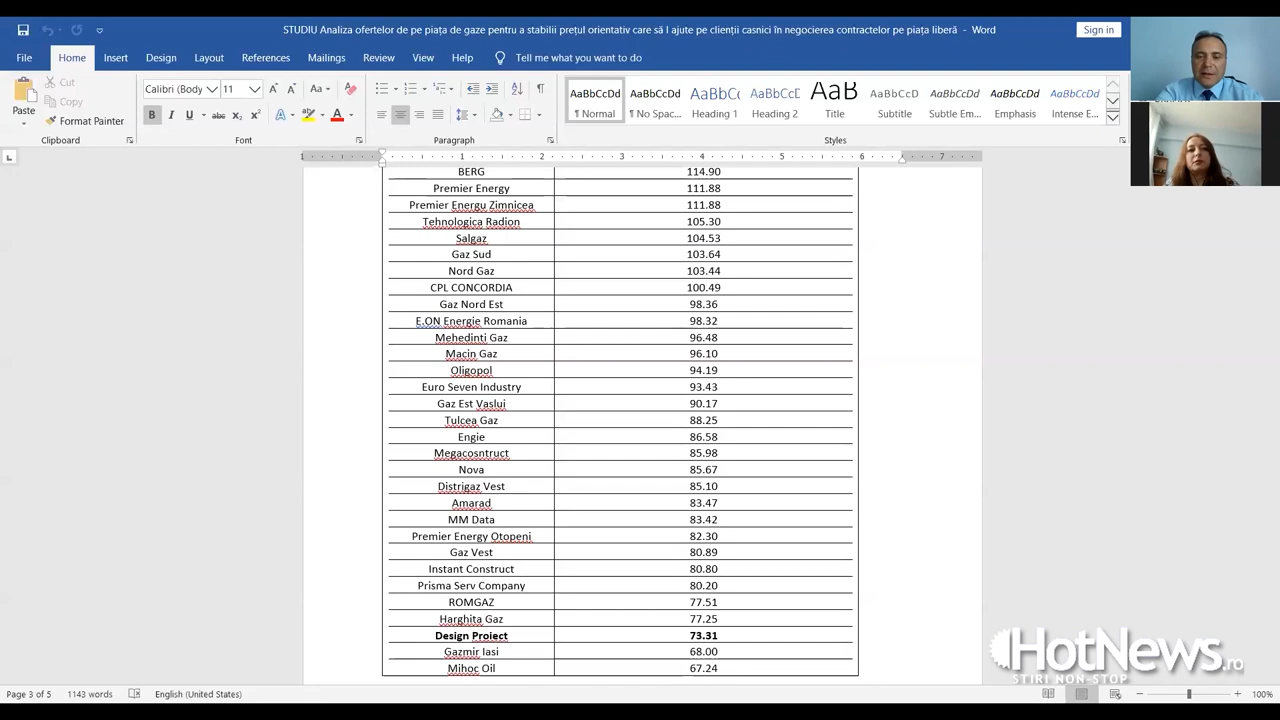 STUDIU Analiza ofertelor de pe piața de gaze pentru a stabilii prețul orientativ care să l ajute pe clienții casnici în negocierea contractelor pe piața liberă - Word
Sign in
File Home Insert Design Layout References Mailings Review View Help Tell me what you want to do
Cut
Copy
Paste
Format Painter
Calibri (Body) 11
AaBbCcDd AaBbCcDd AaBbCc AaBbCcD AaB AaBbCcD AaBbCcDd AaBbCcDd AaBbCcDd
¶ Normal ¶ No Spac... Heading 1 Heading 2 Title Subtitle Subtle Em... Emphasis Intense E...
Clipboard Font Paragraph Styles
1 1 2 3 4 5 6 7
BERG 114.90
Premier Energy 111.88
Premier Energu Zimnicea 111.88
Tehnologica Radion 105.30
Salgaz 104.53
Gaz Sud 103.64
Nord Gaz 103.44
CPL CONCORDIA 100.49
Gaz Nord Est 98.36
E.ON Energie Romania 98.32
Mehedinti Gaz 96.48
Macin Gaz 96.10
Oligopol 94.19
Euro Seven Industry 93.43
Gaz Est Vaslui 90.17
Tulcea Gaz 88.25
Engie 86.58
Megacosntruct 85.98
Nova 85.67
Distrigaz Vest 85.10
Amarad 83.47
MM Data 83.42
Premier Energy Otopeni 82.30
Gaz Vest 80.89
Instant Construct 80.80
Prisma Serv Company 80.20
ROMGAZ 77.51
Harghita Gaz 77.25
Design Proiect 73.31
Gazmir Iasi 68.00
Mihoc Oil 67.24
HotNews.ro
STIRI NON-STOP
Page 3 of 5 1143 words English (United States) 100%